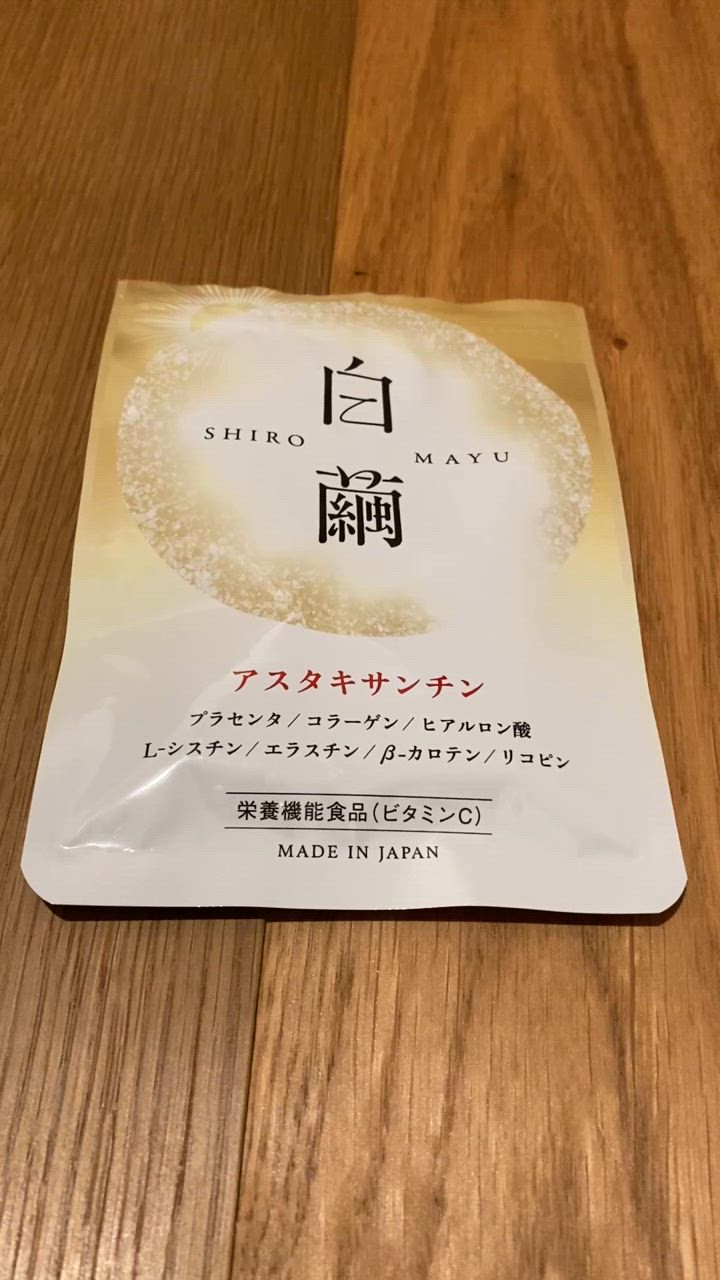 白
SHIRO
MAYU
繭
アスタキサンチン
プラセンタ/コラーゲン/ヒアルロン酸
L-シスチン/エラスチン/β-カロテン/リコピン
栄養機能食品(ビタミンC)
MADE IN JAPAN